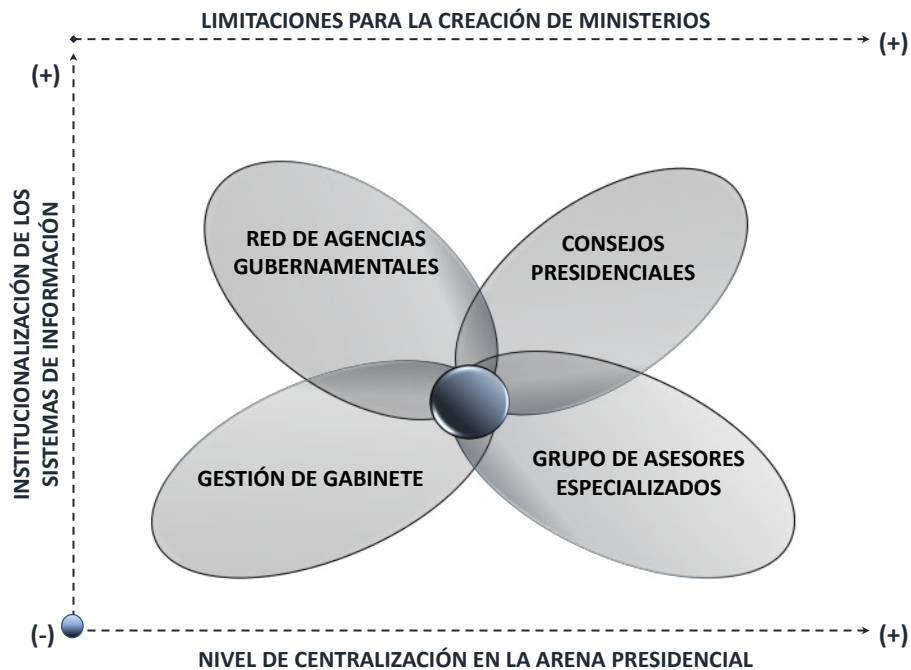 LIMITACIONES PARA LA CREACIÓN DE MINISTERIOS
(+)
(+)
INSTITUCIONALIZACIÓN DE LOS
SISTEMAS DE INFORMACIÓN
RED DE AGENCIAS
GUBERNAMENTALES
CONSEJOS
PRESIDENCIALES
GESTIÓN DE GABINETE
GRUPO DE ASESORES
ESPECIALIZADOS
(-)
(+)
NIVEL DE CENTRALIZACIÓN EN LA ARENA PRESIDENCIAL